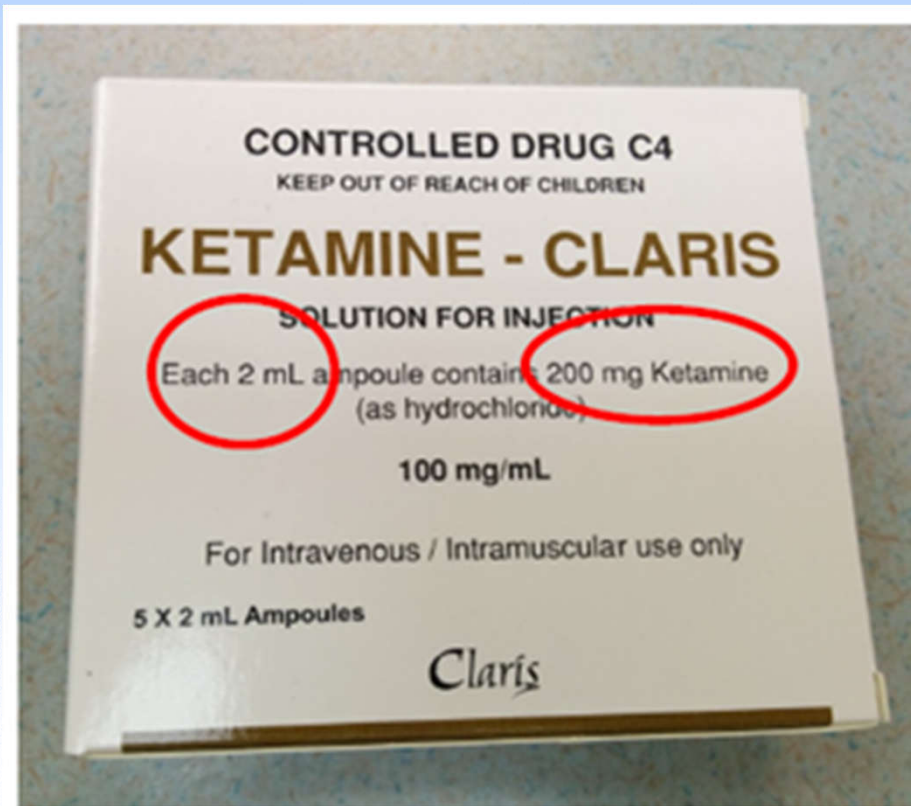 CONTROLLED DRUG C4
KEEP OUT OF REACH OF CHILDREN
KETAMINE - CLARIS
SOLUTION FOR INJECTION
Each 2 mL ampoule contains 200 mg Ketamine
(as hydrochloride)
100 mg/mL
For Intravenous / Intramuscular use only
5 X 2 mL Ampoules
Claris